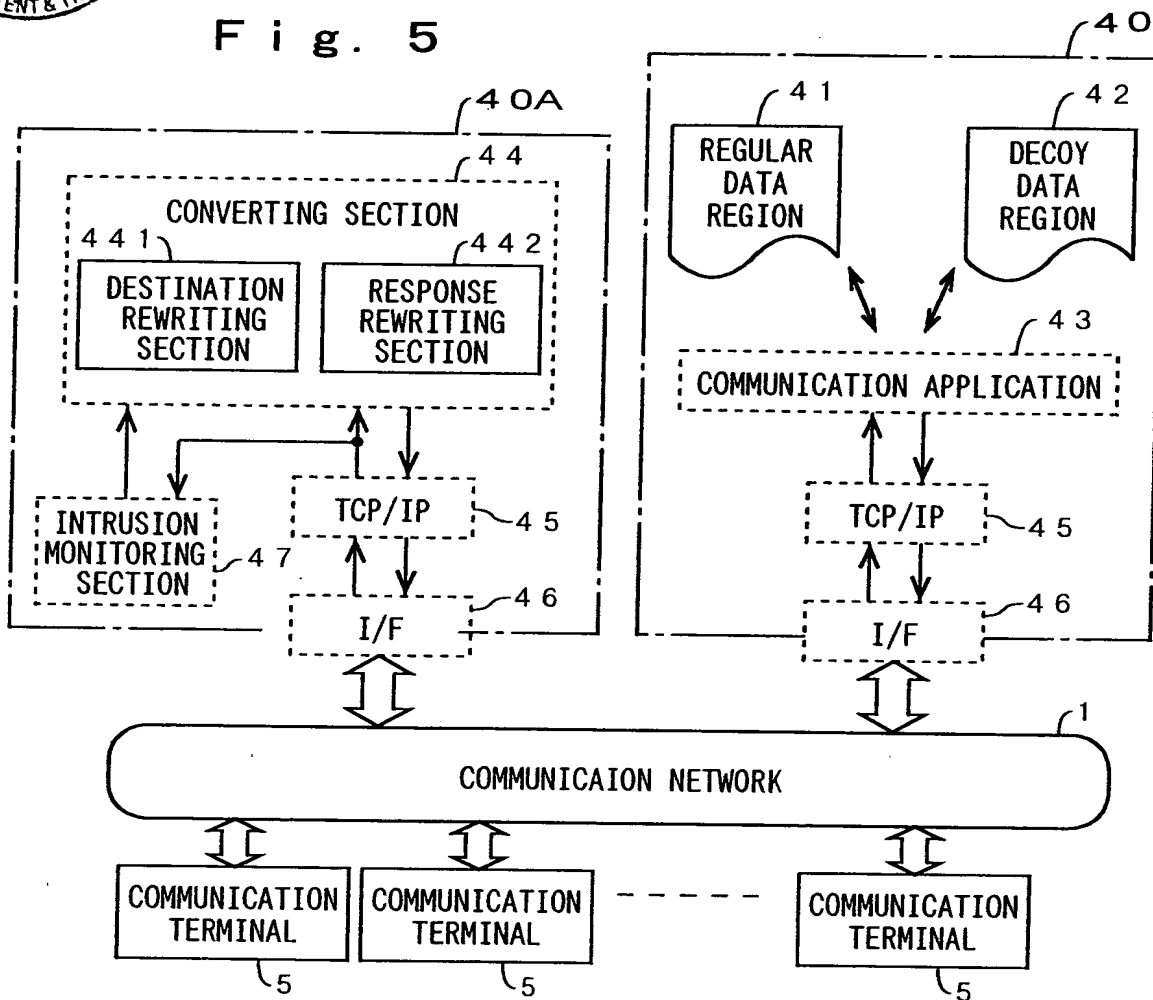 Fig. 5
40A
40
44
CONVERTING SECTION
441
442
DESTINATION
REWRITING
SECTION
RESPONSE
REWRITING
SECTION
INTRUSION
MONITORING
SECTION
47
TCP/IP
45
I/F
46
41
42
REGULAR
DATA
REGION
DECOY
DATA
REGION
43
COMMUNICATION APPLICATION
TCP/IP
45
I/F
46
1
COMMUNICAION NETWORK
COMMUNICATION
TERMINAL
5
COMMUNICATION
TERMINAL
5
COMMUNICATION
TERMINAL
5